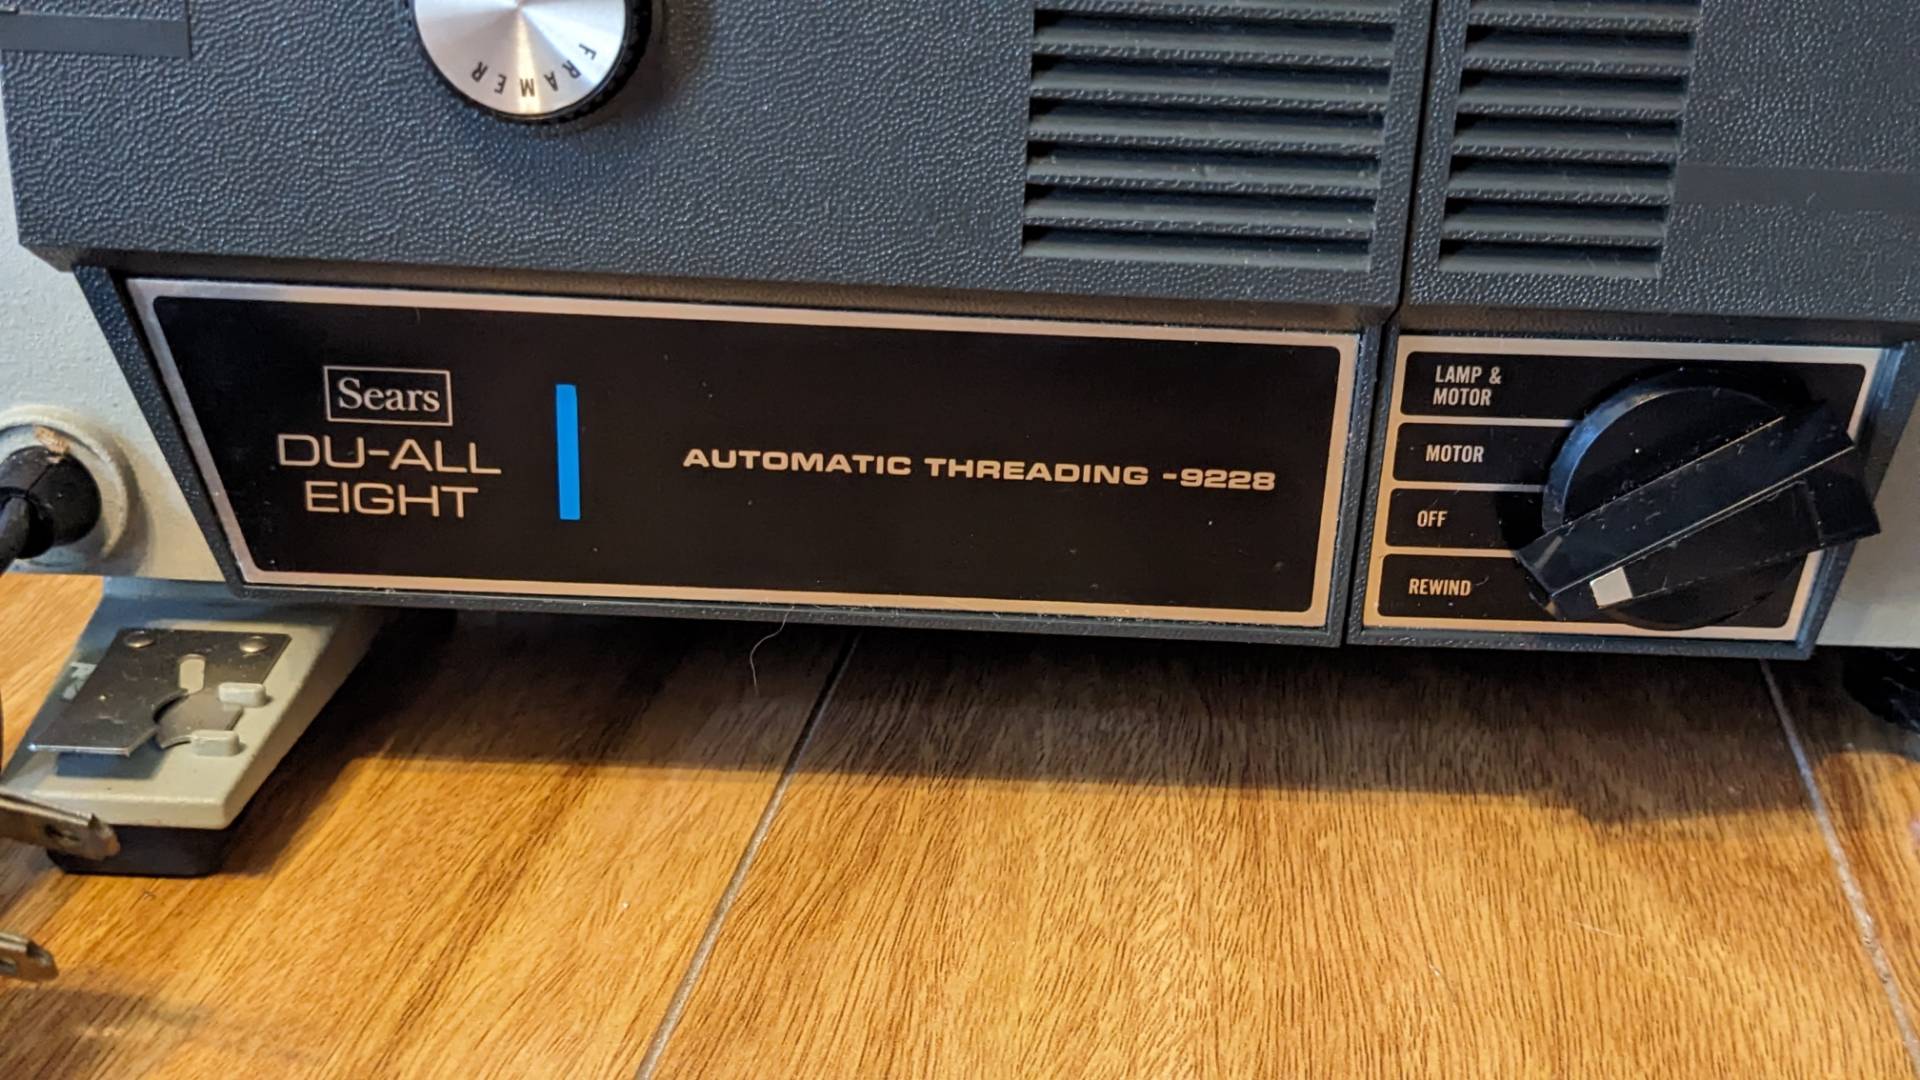 FRAMER
Sears
DU-ALL
EIGHT
AUTOMATIC THREADING -9228
LAMP &
MOTOR
MOTOR
OFF
REWIND